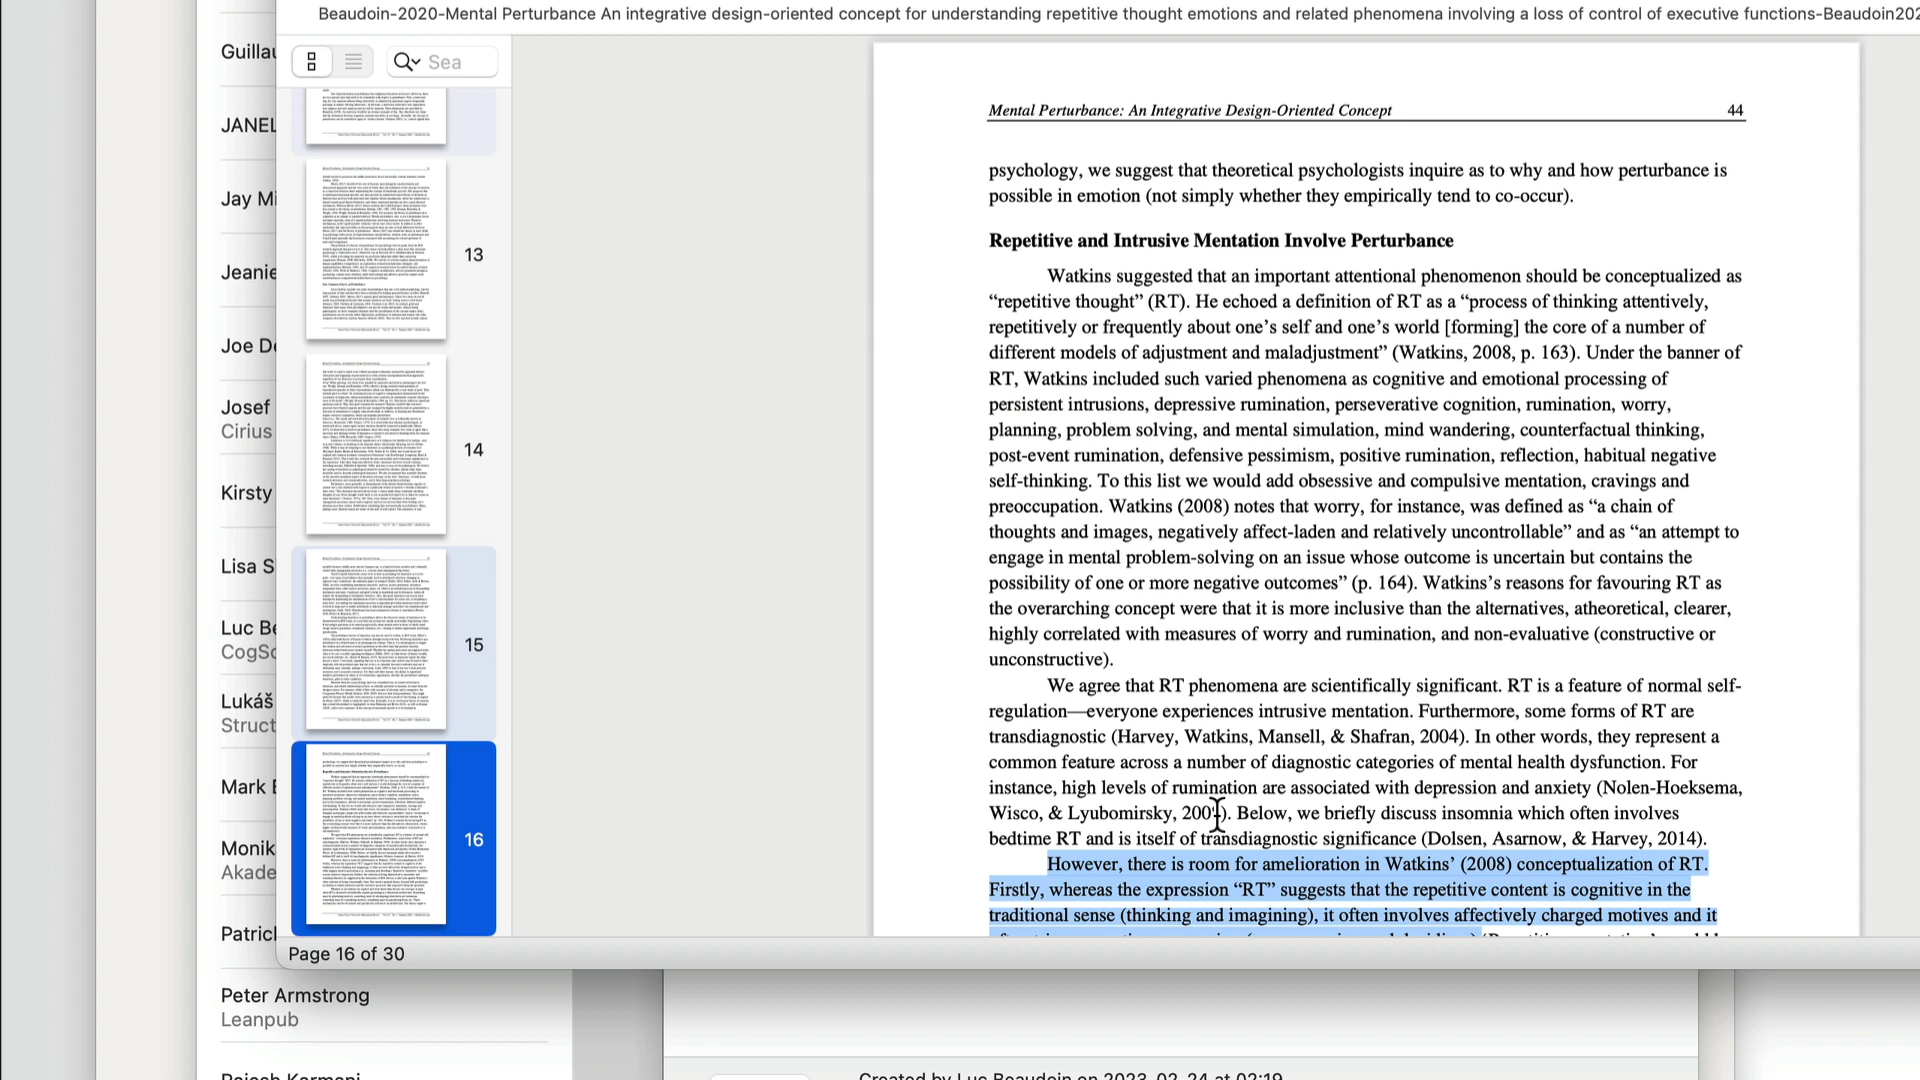 Beaudoin-2020-Mental Perturbance An integrative design-oriented concept for understanding repetitive thought emotions and related phenomena involving a loss of control of executive functions-Beaudoin202
Sea
13
14
15
16
Page 16 of 30
Guillau
JANEL
Jay Mi
Jeanie
Joe De
Josef
Cirius
Kirsty
Lisa S
Luc Be
CogSc
Lukáš
Struct
Mark
Monik
Akade
Patric
Peter Armstrong
Leanpub
Rajesh Karmani
Mental Perturbance: An Integrative Design-Oriented Concept 44
psychology, we suggest that theoretical psychologists inquire as to why and how perturbance is
possible in emotion (not simply whether they empirically tend to co-occur).
Repetitive and Intrusive Mentation Involve Perturbance
Watkins suggested that an important attentional phenomenon should be conceptualized as
“repetitive thought” (RT). He echoed a definition of RT as a “process of thinking attentively,
repetitively or frequently about one’s self and one’s world [forming] the core of a number of
different models of adjustment and maladjustment” (Watkins, 2008, p. 163). Under the banner of
RT, Watkins included such varied phenomena as cognitive and emotional processing of
persistent intrusions, depressive rumination, perseverative cognition, rumination, worry,
planning, problem solving, and mental simulation, mind wandering, counterfactual thinking,
post-event rumination, defensive pessimism, positive rumination, reflection, habitual negative
self-thinking. To this list we would add obsessive and compulsive mentation, cravings and
preoccupation. Watkins (2008) notes that worry, for instance, was defined as “a chain of
thoughts and images, negatively affect-laden and relatively uncontrollable” and as “an attempt to
engage in mental problem-solving on an issue whose outcome is uncertain but contains the
possibility of one or more negative outcomes” (p. 164). Watkins’s reasons for favouring RT as
the overarching concept were that it is more inclusive than the alternatives, atheoretical, clearer,
highly correlated with measures of worry and rumination, and non-evaluative (constructive or
unconstructive).
We agree that RT phenomena are scientifically significant. RT is a feature of normal self-
regulation—everyone experiences intrusive mentation. Furthermore, some forms of RT are
transdiagnostic (Harvey, Watkins, Mansell, & Shafran, 2004). In other words, they represent a
common feature across a number of diagnostic categories of mental health dysfunction. For
instance, high levels of rumination are associated with depression and anxiety (Nolen-Hoeksema,
Wisco, & Lyubomirsky, Below, we briefly discuss insomnia which often involves
bedtime RT and is itself of transdiagnostic significance (Dolsen, Asarnow, & Harvey, 2014).
However, there is room for amelioration in Watkins’ (2008) conceptualization of RT.
Firstly, whereas the expression “RT” suggests that the repetitive content is cognitive in the
traditional sense (thinking and imagining), it often involves affectively charged motives and it
Created by Luc Beaudoin on 2023-02-24 at 02:19